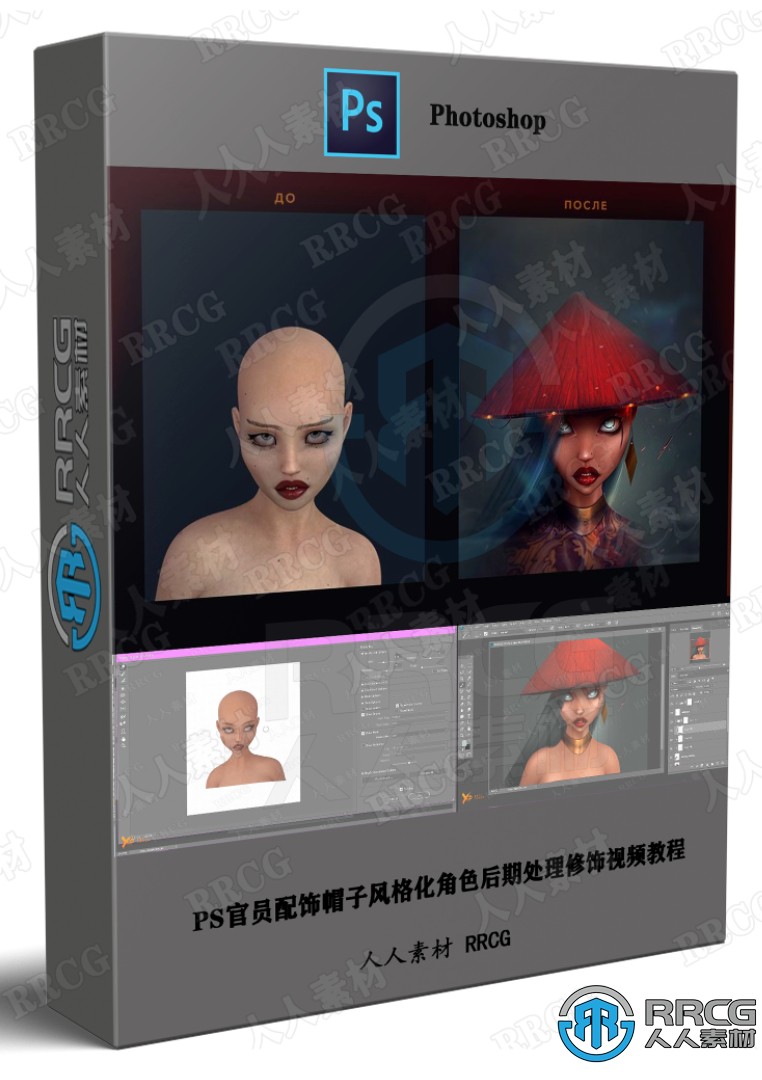 Ps
Photoshop
ДО
ПОСЛЕ
RRCG
人人素材
PS官员配饰帽子风格化角色后期处理修饰视频教程
人人素材 RRCG
RRCG
人人素材